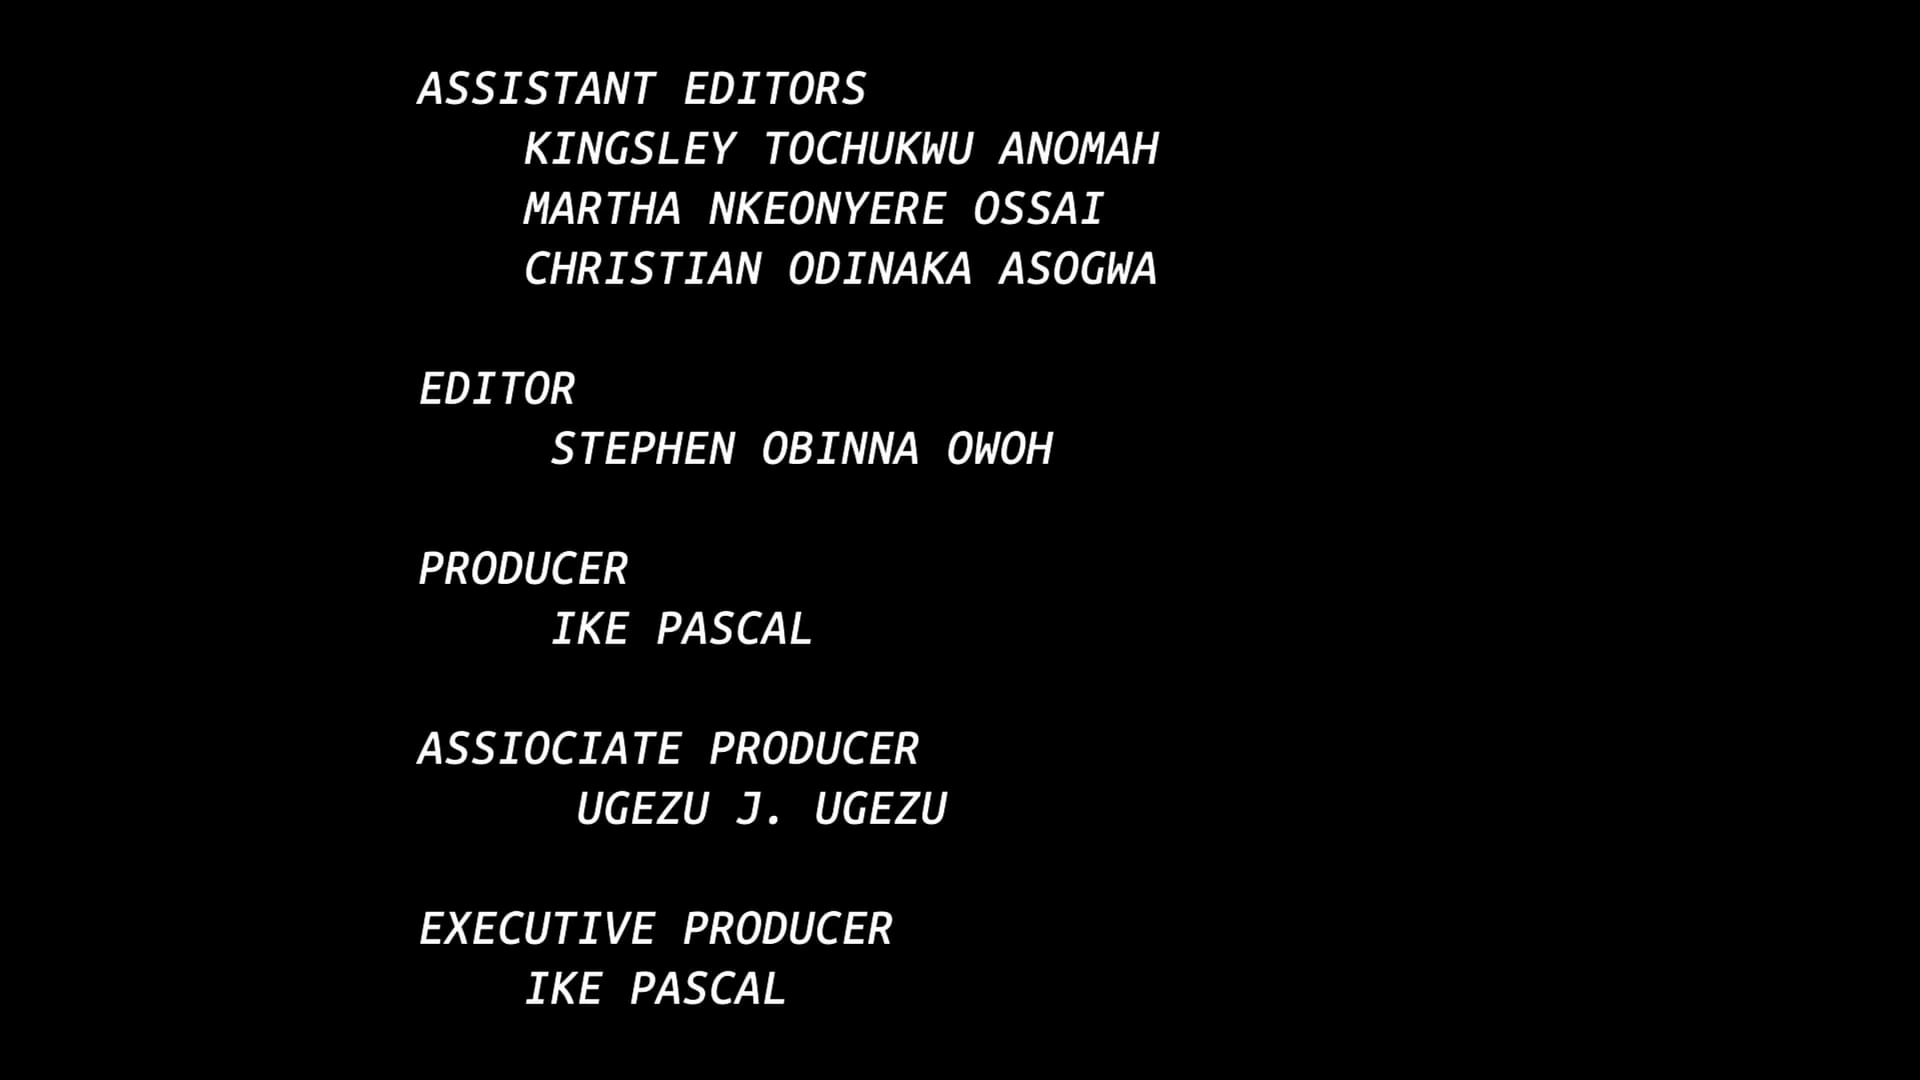 ASSISTANT EDITORS
KINGSLEY TOCHUKWU ANOMAH
MARTHA NKEONYERE OSSAI
CHRISTIAN ODINAKA ASOGWA
EDITOR
STEPHEN OBINNA OWOH
PRODUCER
IKE PASCAL
ASSIOCIATE PRODUCER
UGEZU J. UGEZU
EXECUTIVE PRODUCER
IKE PASCAL